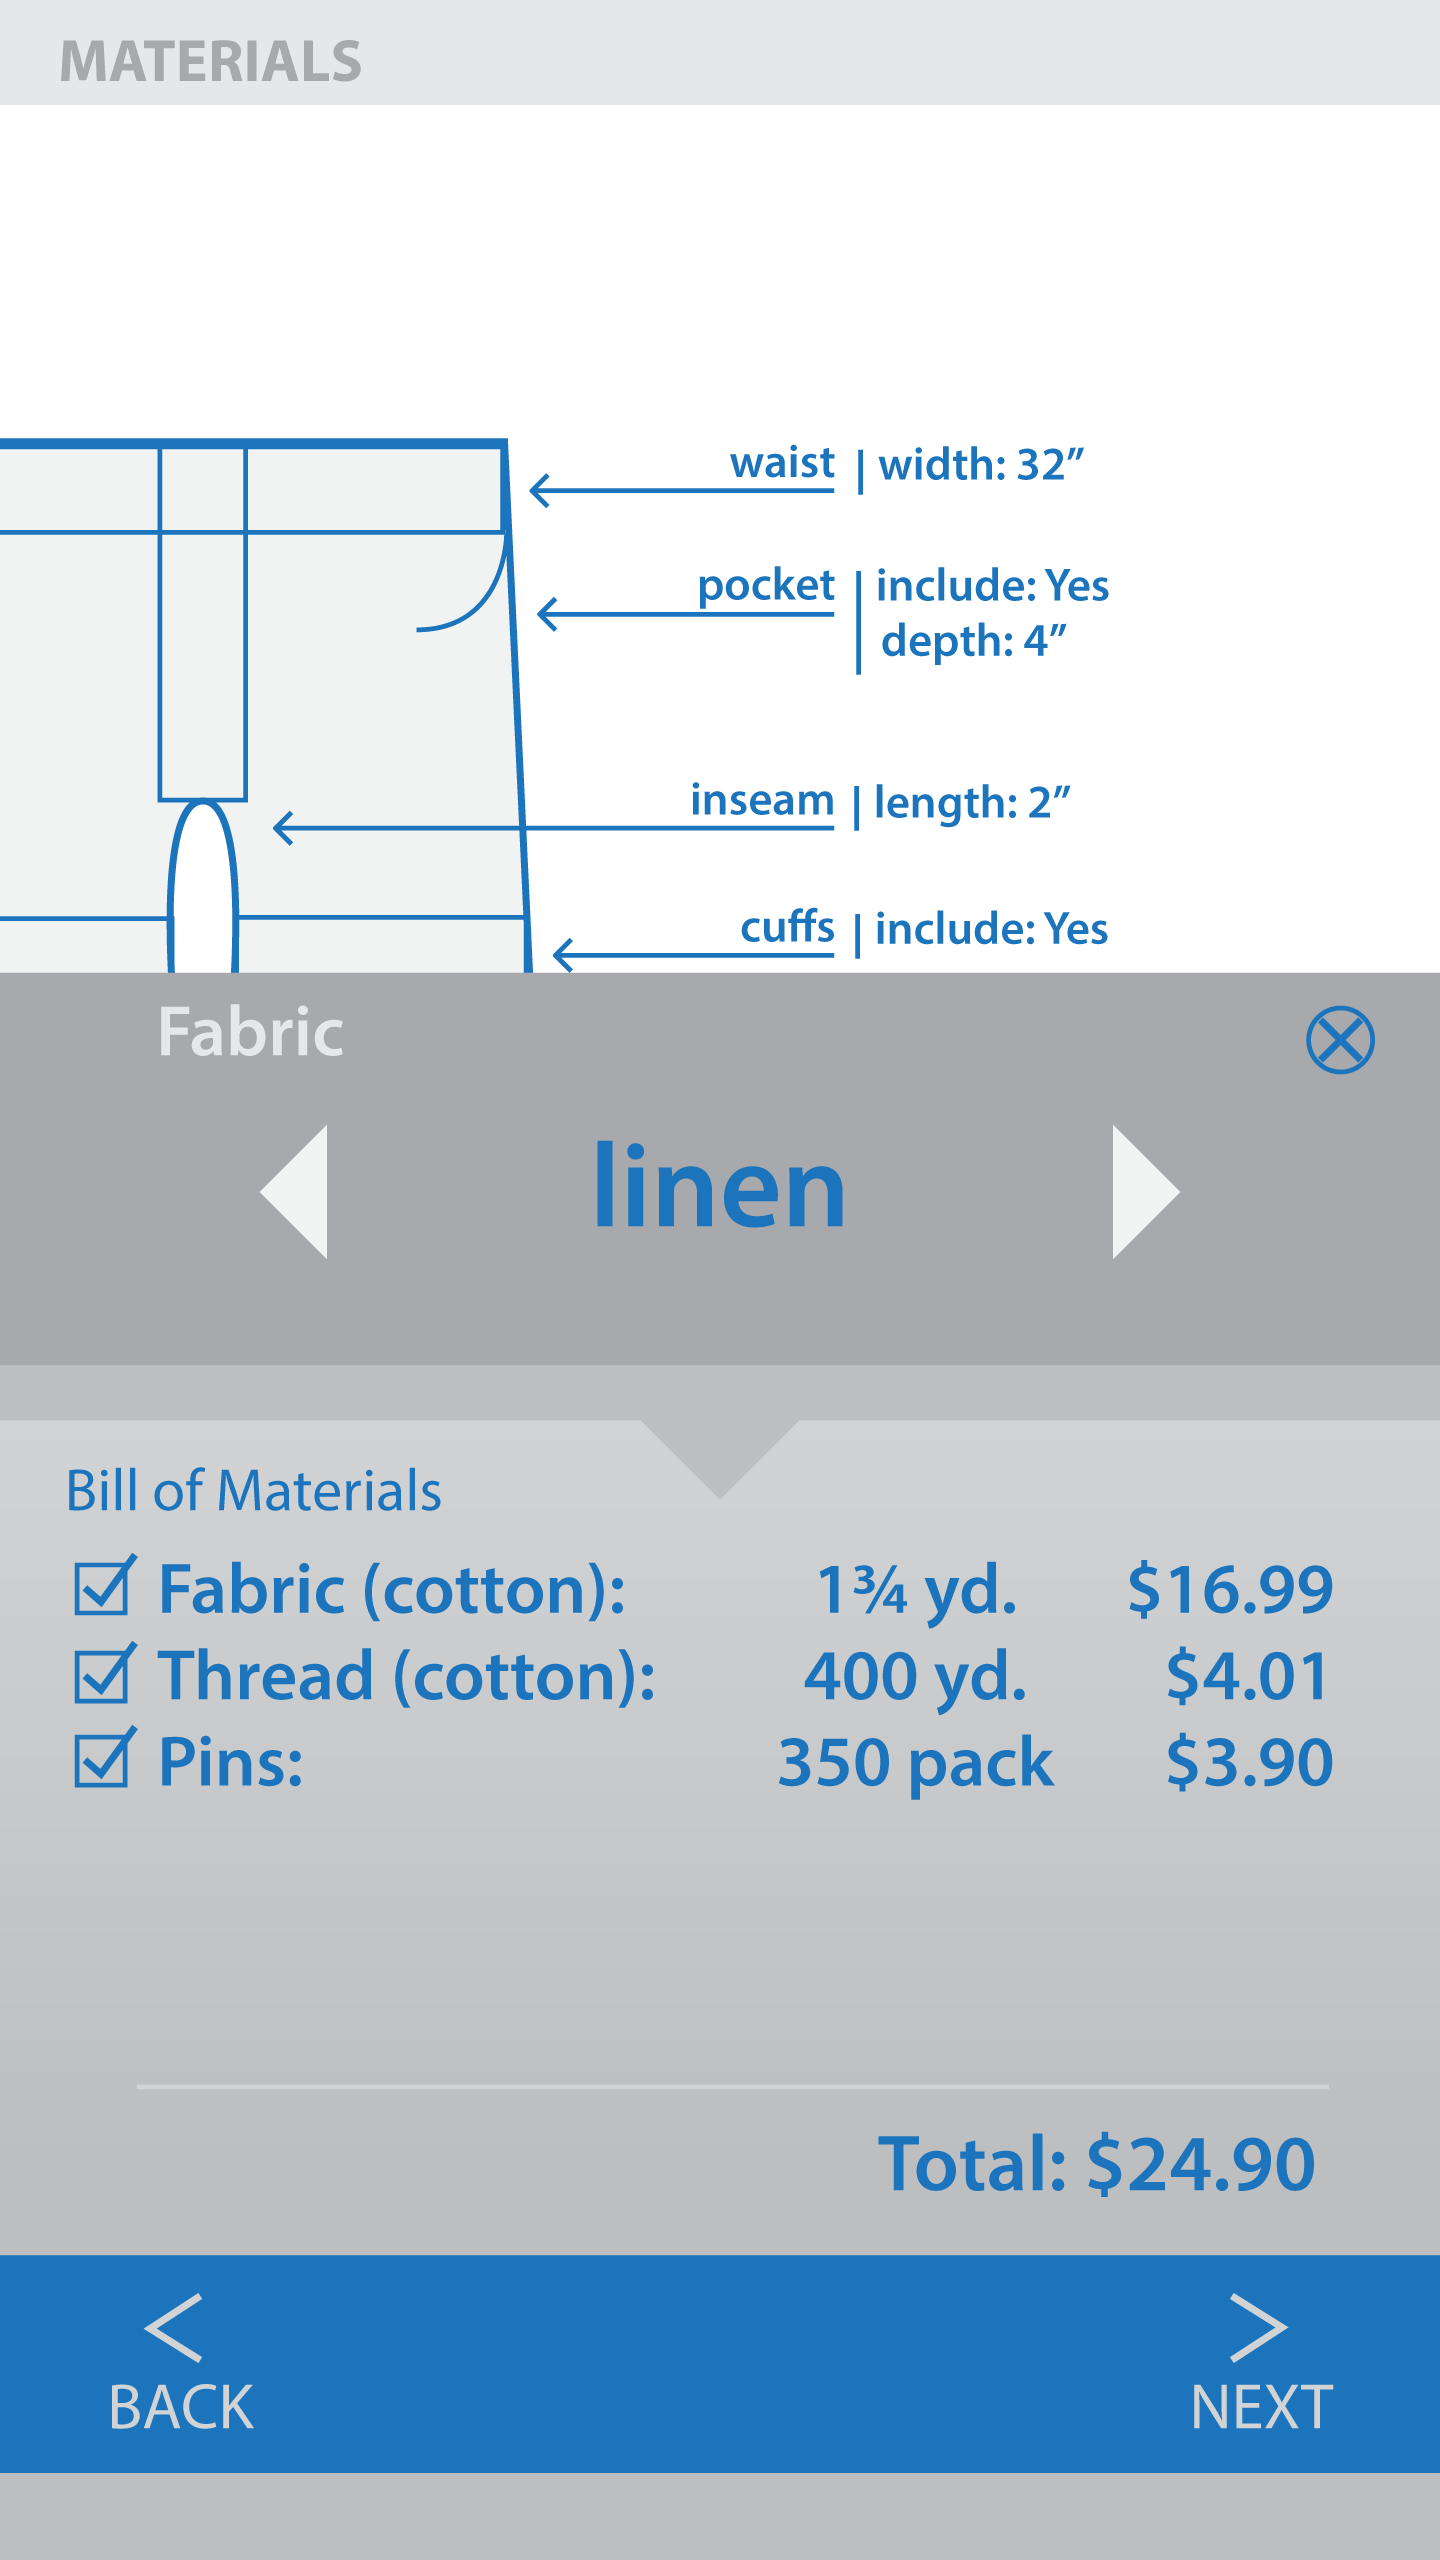 MATERIALS
waist | width: 32”
pocket | include: Yes
depth: 4”
inseam | length: 2”
cuffs | include: Yes
Fabric
linen
Bill of Materials
Fabric (cotton): 1¾ yd. $16.99
Thread (cotton): 400 yd. $4.01
Pins: 350 pack $3.90
Total: $24.90
BACK NEXT